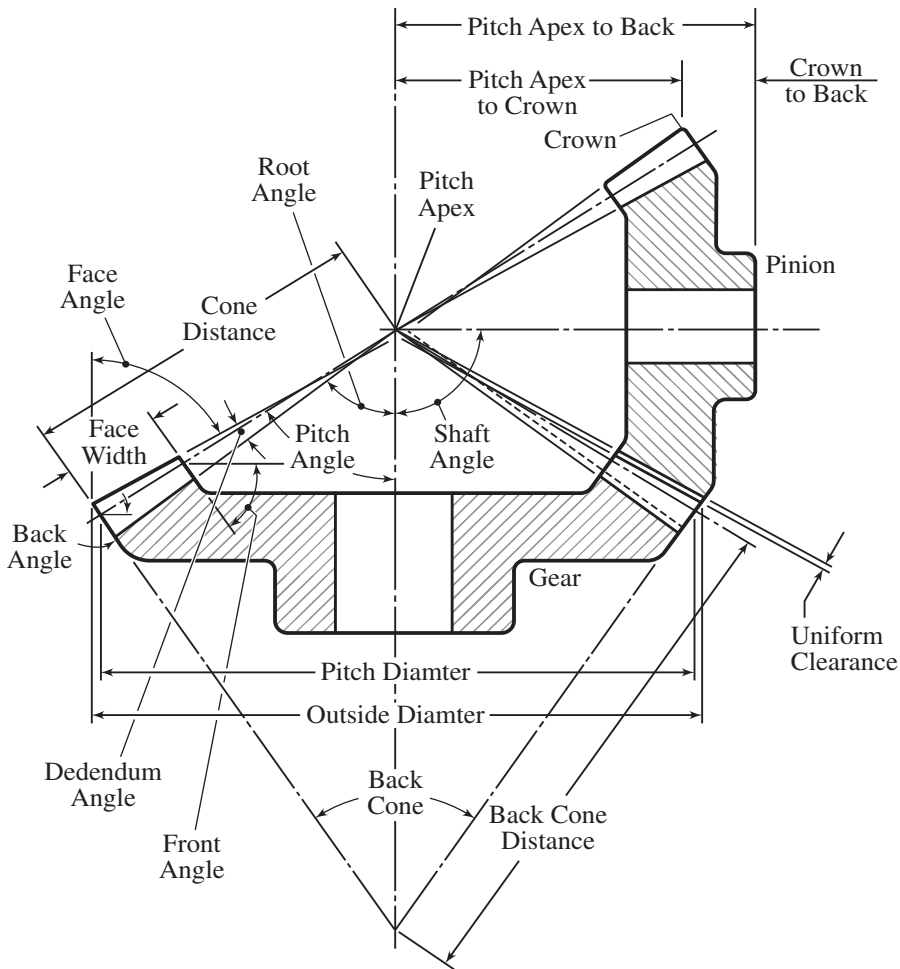 Pitch Apex to Back
Pitch Apex
to Crown
Crown
to Back
Crown
Root
Angle
Pitch
Apex
Pinion
Face
Angle
Cone
Distance
Face
Width
Pitch
Angle
Shaft
Angle
Back
Angle
Gear
Uniform
Clearance
Pitch Diamter
Outside Diamter
Dedendum
Angle
Back
Cone
Back Cone
Distance
Front
Angle